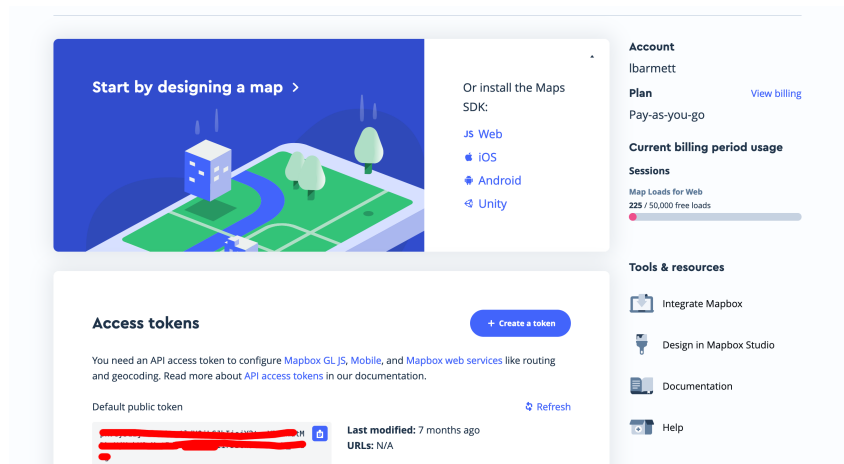 Start by designing a map >
Or install the Maps
SDK:
JS Web
iOS
Android
Unity
Account
lbarmett
Plan
View billing
Pay-as-you-go
Current billing period usage
Sessions
Map Loads for Web
225 / 50,000 free loads
Tools & resources
Integrate Mapbox
Design in Mapbox Studio
Documentation
Help
Access tokens
+ Create a token
You need an API access token to configure Mapbox GL JS, Mobile, and Mapbox web services like routing
and geocoding. Read more about API access tokens in our documentation.
Default public token
Refresh
Last modified: 7 months ago
URLs: N/A